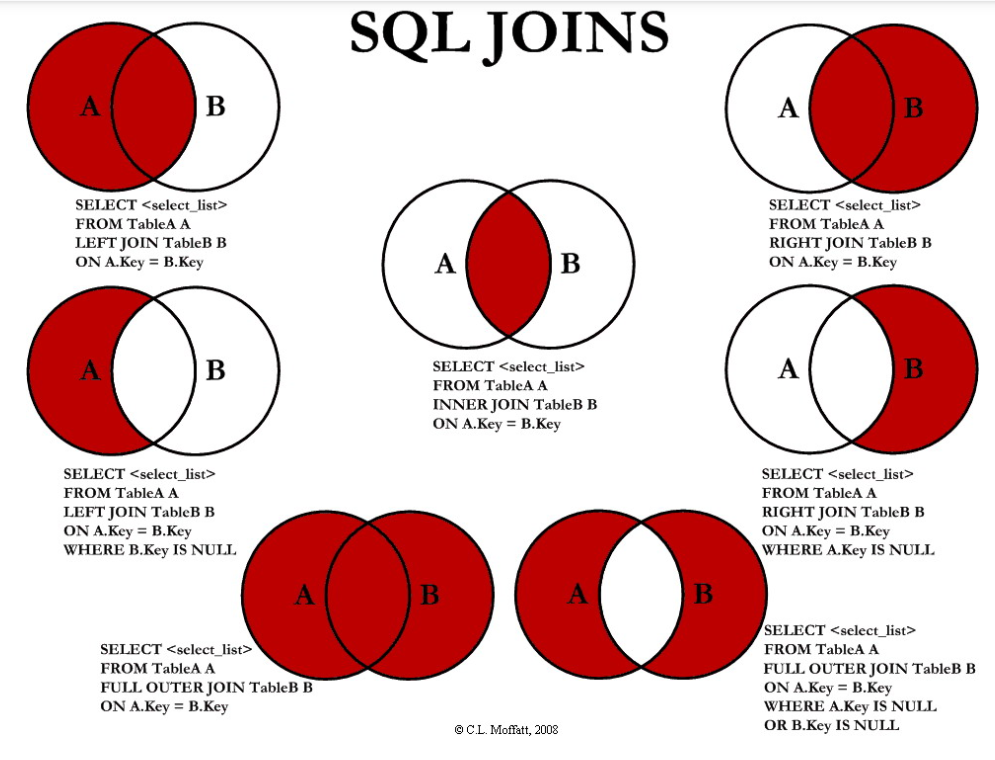 SQL JOINS
A B
SELECT <select_list>
FROM TableA A
LEFT JOIN TableB B
ON A.Key = B.Key
A B
SELECT <select_list>
FROM TableA A
RIGHT JOIN TableB B
ON A.Key = B.Key
A B
SELECT <select_list>
FROM TableA A
INNER JOIN TableB B
ON A.Key = B.Key
A B
SELECT <select_list>
FROM TableA A
LEFT JOIN TableB B
ON A.Key = B.Key
WHERE B.Key IS NULL
A B
SELECT <select_list>
FROM TableA A
RIGHT JOIN TableB B
ON A.Key = B.Key
WHERE A.Key IS NULL
A B
SELECT <select_list>
FROM TableA A
FULL OUTER JOIN TableB B
ON A.Key = B.Key
A B
SELECT <select_list>
FROM TableA A
FULL OUTER JOIN TableB B
ON A.Key = B.Key
WHERE A.Key IS NULL
OR B.Key IS NULL
© C.L. Moffatt, 2008